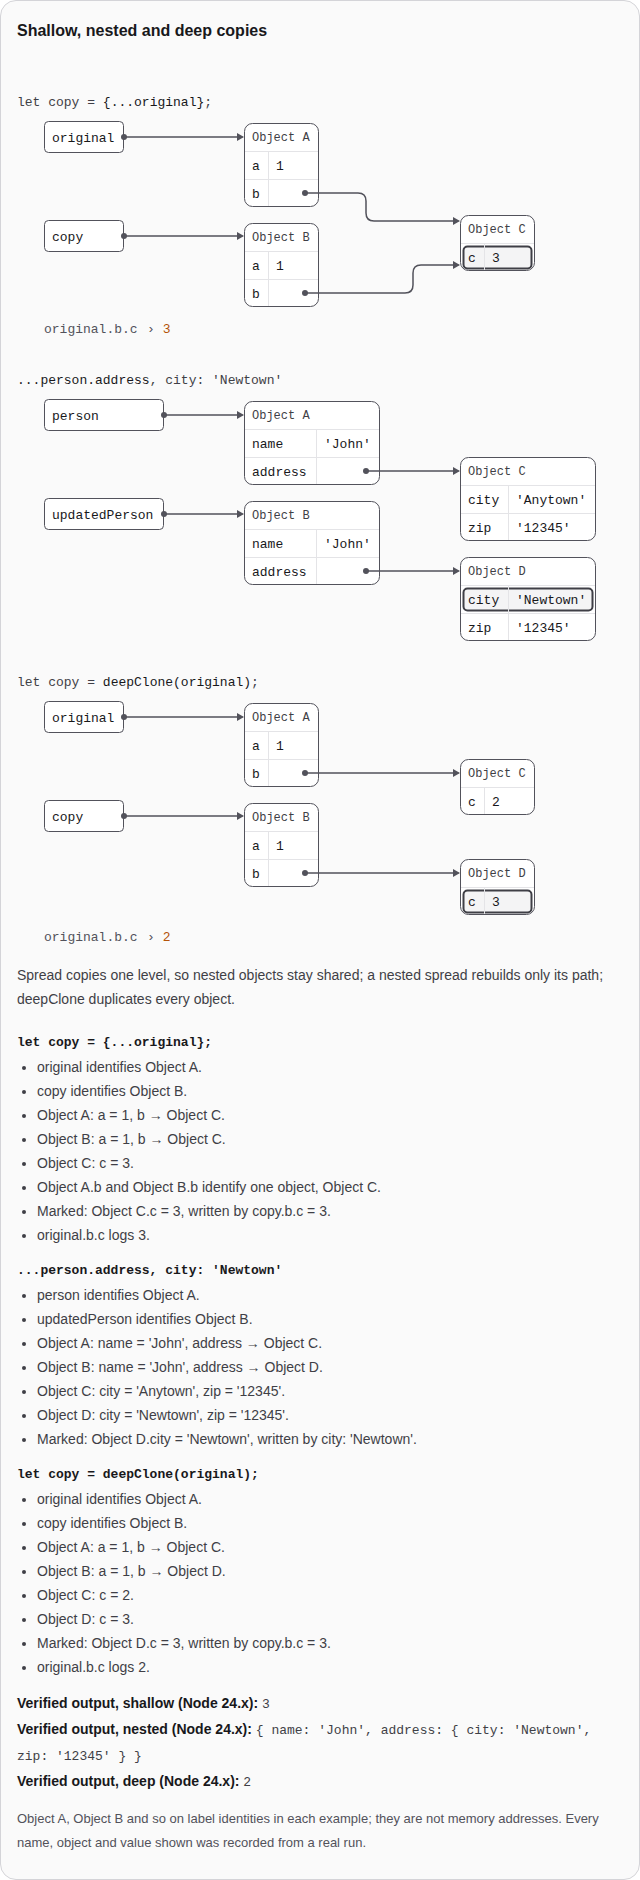 Shallow, nested and deep copies
let copy = {...original};
original
Object A
a 1
b
copy
Object B
a 1
b
Object C
c 3
original.b.c › 3
...person.address, city: 'Newtown'
person
Object A
name 'John'
address
updatedPerson
Object B
name 'John'
address
Object C
city 'Anytown'
zip '12345'
Object D
city 'Newtown'
zip '12345'
let copy = deepClone(original);
original
Object A
a 1
b
copy
Object B
a 1
b
Object C
c 2
Object D
c 3
original.b.c › 2
Spread copies one level, so nested objects stay shared; a nested spread rebuilds only its path;
deepClone duplicates every object.
let copy = {...original};
• original identifies Object A.
• copy identifies Object B.
• Object A: a = 1, b → Object C.
• Object B: a = 1, b → Object C.
• Object C: c = 3.
• Object A.b and Object B.b identify one object, Object C.
• Marked: Object C.c = 3, written by copy.b.c = 3.
• original.b.c logs 3.
...person.address, city: 'Newtown'
• person identifies Object A.
• updatedPerson identifies Object B.
• Object A: name = 'John', address → Object C.
• Object B: name = 'John', address → Object D.
• Object C: city = 'Anytown', zip = '12345'.
• Object D: city = 'Newtown', zip = '12345'.
• Marked: Object D.city = 'Newtown', written by city: 'Newtown'.
let copy = deepClone(original);
• original identifies Object A.
• copy identifies Object B.
• Object A: a = 1, b → Object C.
• Object B: a = 1, b → Object D.
• Object C: c = 2.
• Object D: c = 3.
• Marked: Object D.c = 3, written by copy.b.c = 3.
• original.b.c logs 2.
Verified output, shallow (Node 24.x): 3
Verified output, nested (Node 24.x): { name: 'John', address: { city: 'Newtown',
zip: '12345' } }
Verified output, deep (Node 24.x): 2
Object A, Object B and so on label identities in each example; they are not memory addresses. Every
name, object and value shown was recorded from a real run.